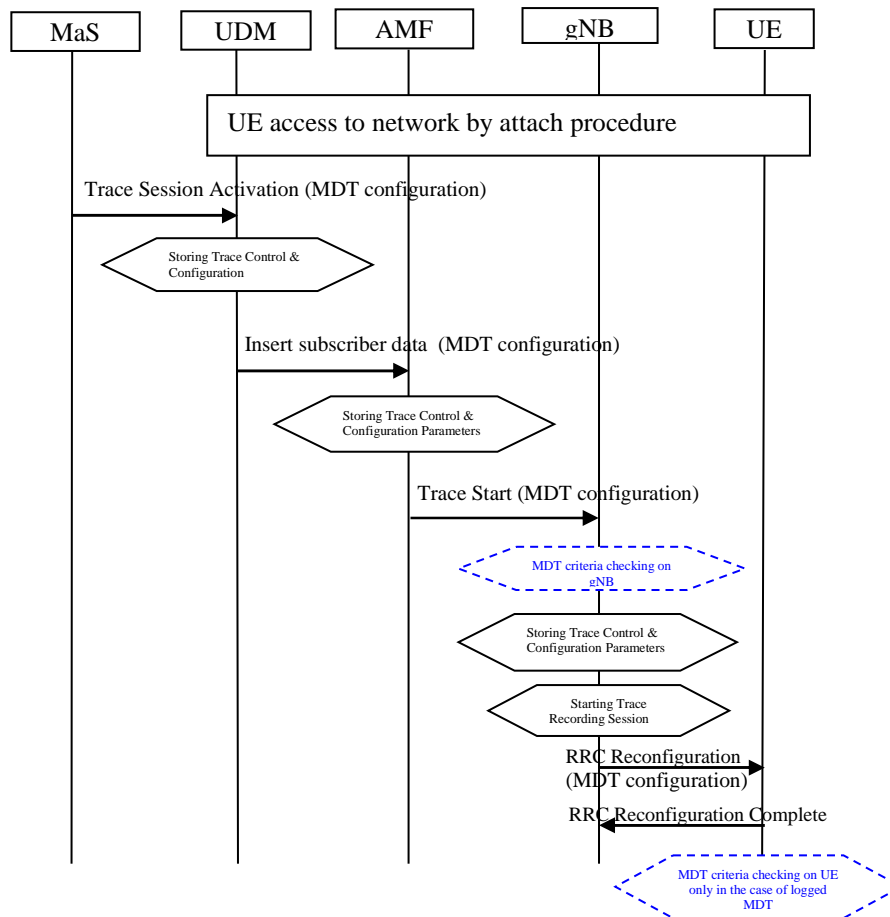 MaS
UDM
AMF
gNB
UE
UE access to network by attach procedure
Trace Session Activation (MDT configuration)
Storing Trace Control &
Configuration
Insert subscriber data (MDT configuration)
Storing Trace Control &
Configuration Parameters
Trace Start (MDT configuration)
MDT criteria checking on
gNB
Storing Trace Control &
Configuration Parameters
Starting Trace
Recording Session
RRC Reconfiguration
(MDT configuration)
RRC Reconfiguration Complete
MDT criteria checking on UE
only in the case of logged
MDT